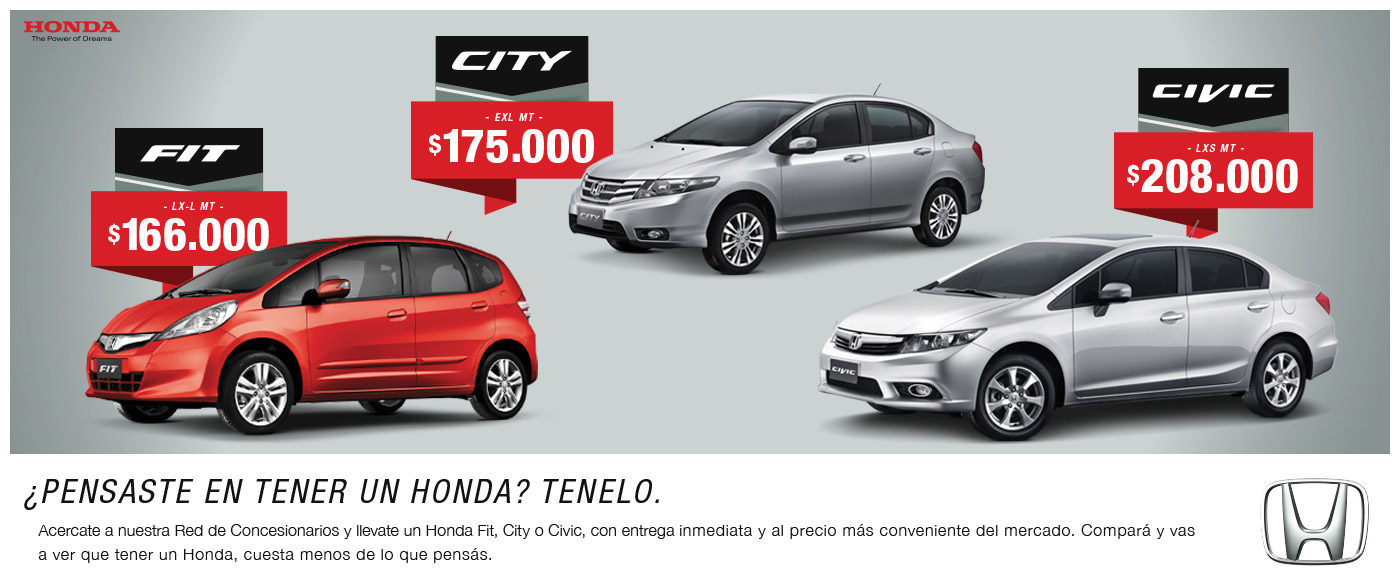 HONDA
The Power of Dreams
FIT
- LX-L MT -
$166.000
FIT
CITY
- EXL MT -
$175.000
CITY
CIVIC
- LXS MT -
$208.000
CIVIC
¿PENSASTE EN TENER UN HONDA? TENELO.
Acercate a nuestra Red de Concesionarios y llevate un Honda Fit, City o Civic, con entrega inmediata y al precio más conveniente del mercado. Compará y vas
a ver que tener un Honda, cuesta menos de lo que pensás.